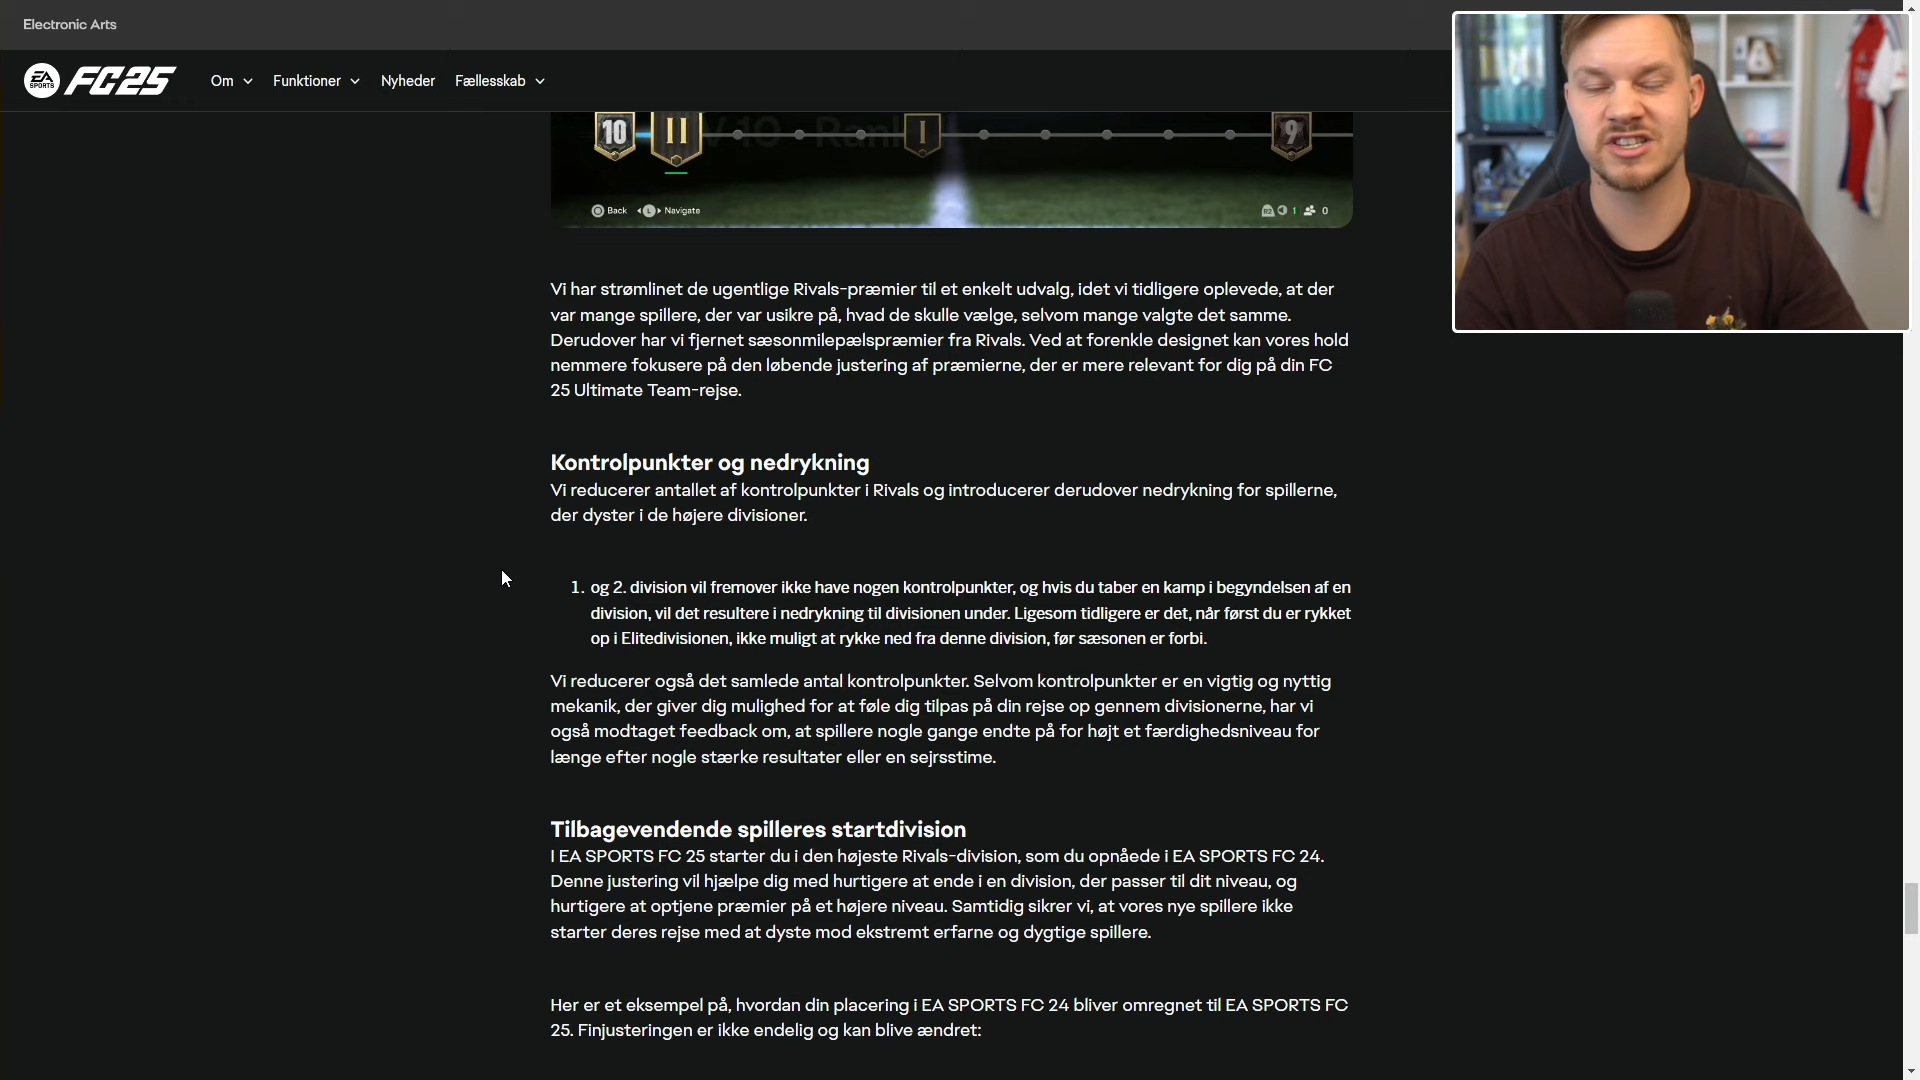 Electronic Arts
EA SPORTS FC25 Om Funktioner Nyheder Fællesskab
10 II I 9
Back Navigate R2 1 0
Vi har strømlinet de ugentlige Rivals-præmier til et enkelt udvalg, idet vi tidligere oplevede, at der
var mange spillere, der var usikre på, hvad de skulle vælge, selvom mange valgte det samme.
Derudover har vi fjernet sæsonmilepælspræmier fra Rivals. Ved at forenkle designet kan vores hold
nemmere fokusere på den løbende justering af præmierne, der er mere relevant for dig på din FC
25 Ultimate Team-rejse.
Kontrolpunkter og nedrykning
Vi reducerer antallet af kontrolpunkter i Rivals og introducerer derudover nedrykning for spillerne,
der dyster i de højere divisioner.
1. og 2. division vil fremover ikke have nogen kontrolpunkter, og hvis du taber en kamp i begyndelsen af en
division, vil det resultere i nedrykning til divisionen under. Ligesom tidligere er det, når først du er rykket
op i Elitedivisionen, ikke muligt at rykke ned fra denne division, før sæsonen er forbi.
Vi reducerer også det samlede antal kontrolpunkter. Selvom kontrolpunkter er en vigtig og nyttig
mekanik, der giver dig mulighed for at føle dig tilpas på din rejse op gennem divisionerne, har vi
også modtaget feedback om, at spillere nogle gange endte på for højt et færdighedsniveau for
længe efter nogle stærke resultater eller en sejrsstime.
Tilbagevendende spilleres startdivision
I EA SPORTS FC 25 starter du i den højeste Rivals-division, som du opnåede i EA SPORTS FC 24.
Denne justering vil hjælpe dig med hurtigere at ende i en division, der passer til dit niveau, og
hurtigere at optjene præmier på et højere niveau. Samtidig sikrer vi, at vores nye spillere ikke
starter deres rejse med at dyste mod ekstremt erfarne og dygtige spillere.
Her er et eksempel på, hvordan din placering i EA SPORTS FC 24 bliver omregnet til EA SPORTS FC
25. Finjusteringen er ikke endelig og kan blive ændret: